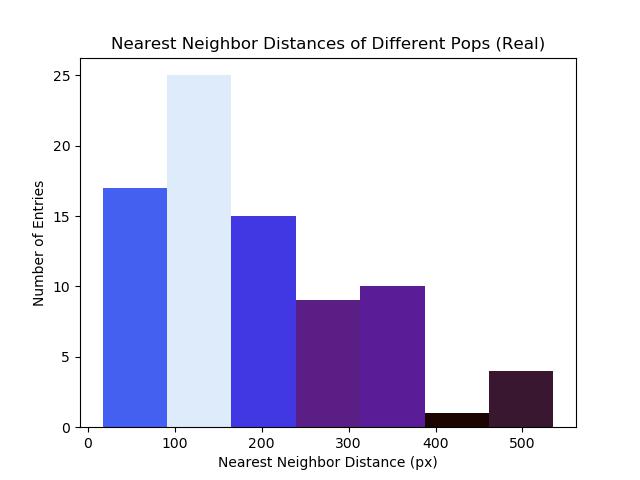 Nearest Neighbor Distances of Different Pops (Real)
Number of Entries
25
20
15
10
5
0
0 100 200 300 400 500
Nearest Neighbor Distance (px)